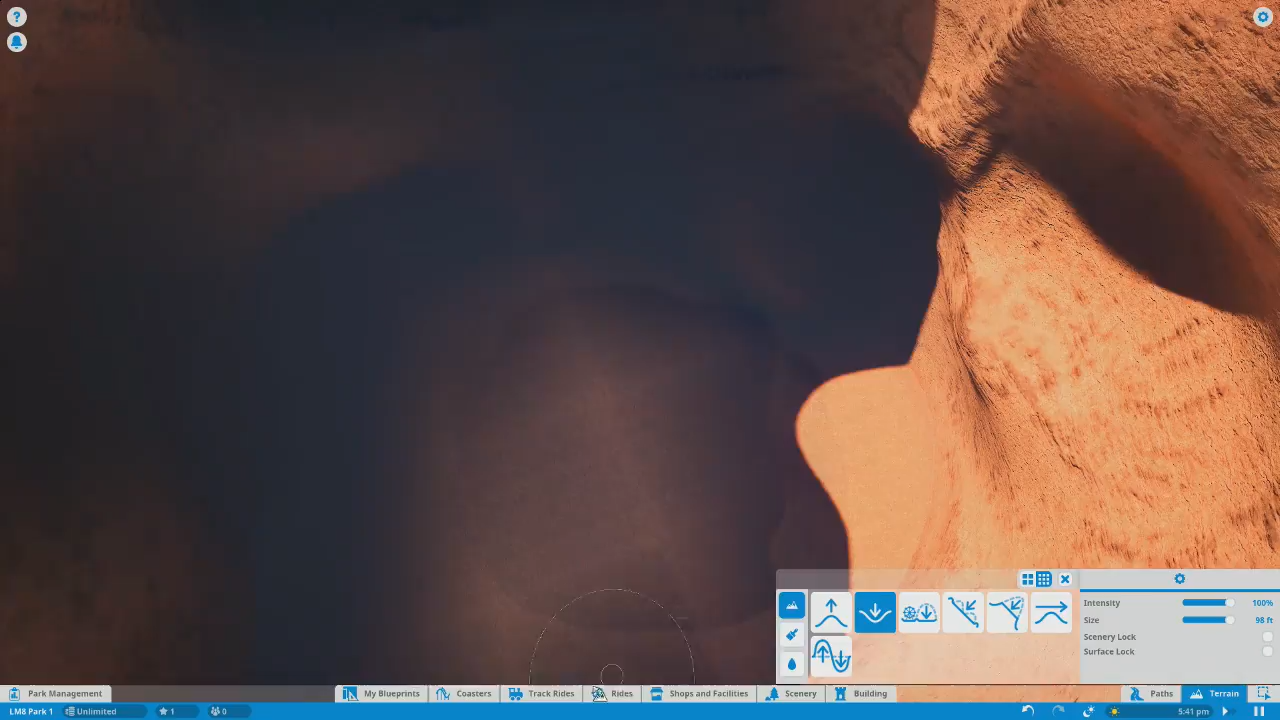 ?
Intensity 100%
Size 98 ft
Scenery Lock
Surface Lock
Park Management My Blueprints Coasters Track Rides Rides Shops and Facilities Scenery Building Paths Terrain
LM8 Park 1 Unlimited 1 0 5:41 pm